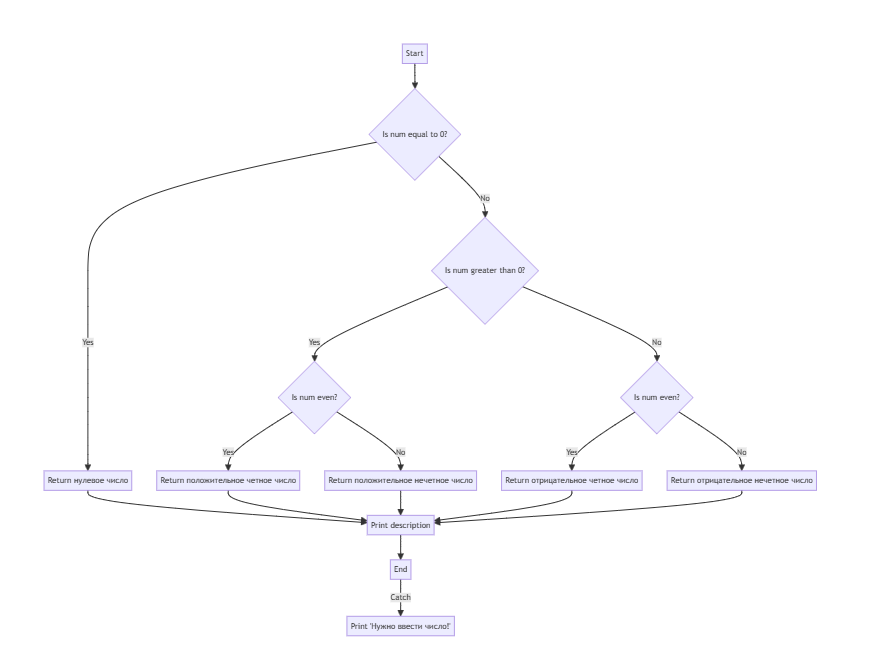 Start
Is num equal to 0?
No
Is num greater than 0?
Yes
Yes
No
Is num even?
Is num even?
Yes
No
Yes
No
Return нулевое число
Return положительное четное число
Return положительное нечетное число
Return отрицательное четное число
Return отрицательное нечетное число
Print description
End
Catch
Print 'Нужно ввести число!'